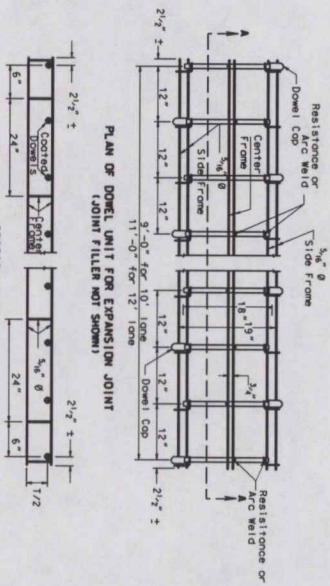 Resistance or
Arc Weld
5/16" Ø
Side Frame
Dowel Cap
Center
Frame
5/16" Ø
Side Frame
A
A
2 1/2" ±
12"
12"
12"
18"
19"
3/4"
Resistance or
Arc Weld
Dowel Cap
12"
12"
12"
2 1/2" ±
9'-0" for 10' lane
11'-0" for 12' lane
PLAN OF DOWEL UNIT FOR EXPANSION JOINT
(JOINT FILLER NOT SHOWN)
2 1/2" ±
6"
24"
Coated
Dowels
Center
Frame
5/16" Ø
24"
2 1/2" ±
6"
T/2